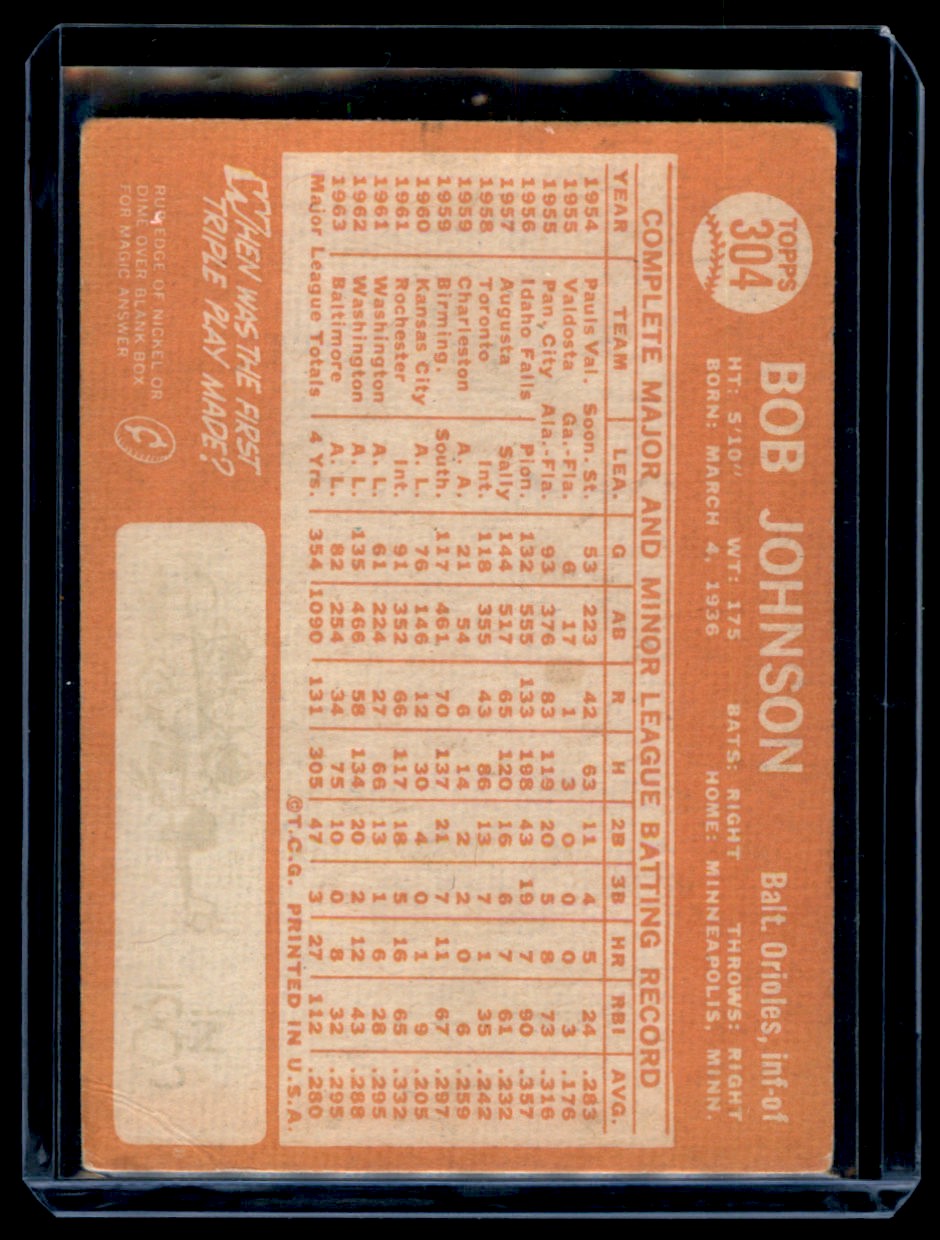 TOPPS
304
BOB JOHNSON Balt. Orioles, inf-of
HT: 5'10" WT: 175 BATS: RIGHT THROWS: RIGHT
BORN: MARCH 4, 1936 HOME: MINNEAPOLIS, MINN.
COMPLETE MAJOR AND MINOR LEAGUE BATTING RECORD
YEAR TEAM LEA. G AB R H 2B 3B HR RBI AVG.
1954 Pauls Val. Soon. St. 53 223 42 63 11 4 5 24 .283
1955 Valdosta Ga.-Fla. 6 17 1 3 0 0 0 3 .176
1955 Pan. City Ala.-Fla. 93 376 83 119 20 5 8 73 .316
1956 Idaho Falls Pion. 132 555 133 198 43 19 7 90 .357
1957 Augusta Sally 144 517 65 120 16 6 7 61 .232
1958 Toronto Int. 118 355 43 86 13 7 1 35 .242
1959 Charleston A. A. 21 54 6 14 2 2 0 6 .259
1959 Birming. South. 117 461 70 137 21 7 11 67 .297
1960 Kansas City A. L. 76 146 12 30 4 0 1 9 .205
1961 Rochester Int. 91 352 66 117 18 5 16 65 .332
1961 Washington A. L. 61 224 27 66 13 1 6 28 .295
1962 Washington A. L. 135 466 58 134 20 2 12 43 .288
1963 Baltimore A. L. 82 254 34 75 10 0 8 32 .295
Major League Totals 4 Yrs. 354 1090 131 305 47 3 27 112 .280
©T.C.G. PRINTED IN U.S.A.
WHEN WAS THE FIRST
TRIPLE PLAY MADE?
RUB EDGE OF NICKEL OR
DIME OVER BLANK BOX
FOR MAGIC ANSWER